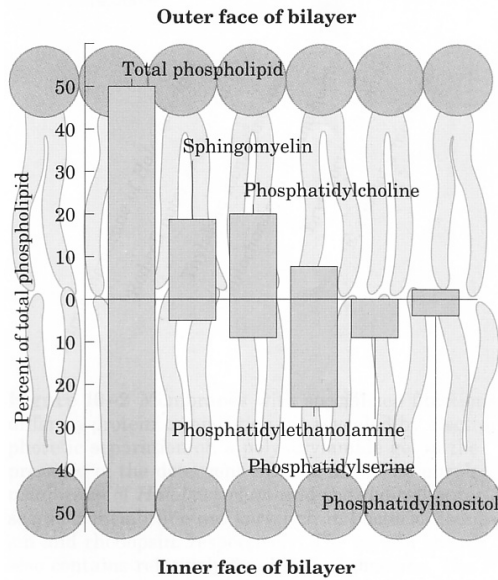 Outer face of bilayer
Total phospholipid
Sphingomyelin
Phosphatidylcholine
Percent of total phospholipid
50
40
30
20
10
0
10
20
30
40
50
Phosphatidylethanolamine
Phosphatidylserine
Phosphatidylinositol
Inner face of bilayer